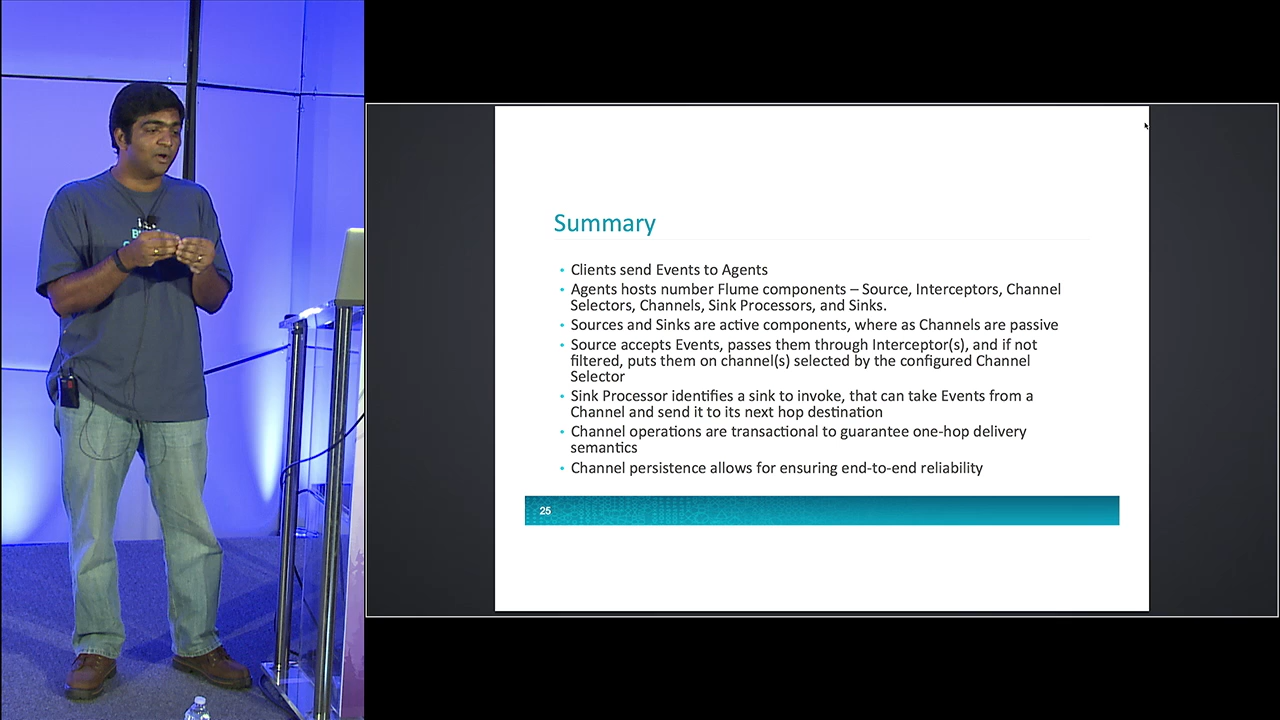 Summary
• Clients send Events to Agents
• Agents hosts number Flume components – Source, Interceptors, Channel
Selectors, Channels, Sink Processors, and Sinks.
• Sources and Sinks are active components, where as Channels are passive
• Source accepts Events, passes them through Interceptor(s), and if not
filtered, puts them on channel(s) selected by the configured Channel
Selector
• Sink Processor identifies a sink to invoke, that can take Events from a
Channel and send it to its next hop destination
• Channel operations are transactional to guarantee one-hop delivery
semantics
• Channel persistence allows for ensuring end-to-end reliability
25